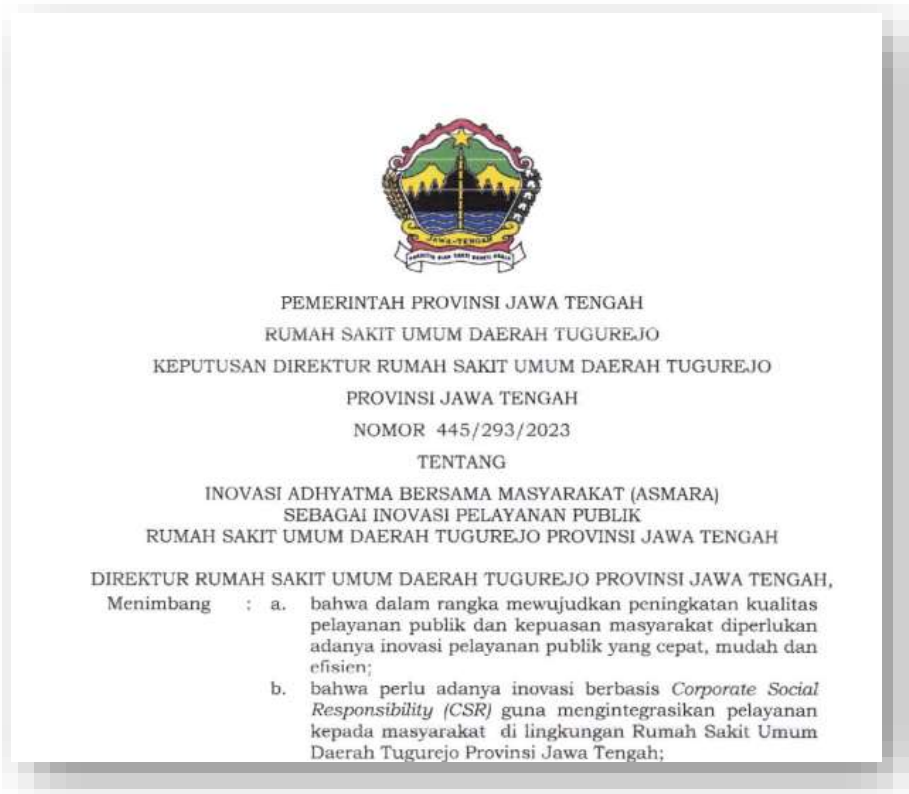 JAWA-TENGAH
PEMERINTAH PROVINSI JAWA TENGAH
RUMAH SAKIT UMUM DAERAH TUGUREJO
KEPUTUSAN DIREKTUR RUMAH SAKIT UMUM DAERAH TUGUREJO
PROVINSI JAWA TENGAH
NOMOR 445/293/2023
TENTANG
INOVASI ADHYATMA BERSAMA MASYARAKAT (ASMARA)
SEBAGAI INOVASI PELAYANAN PUBLIK
RUMAH SAKIT UMUM DAERAH TUGUREJO PROVINSI JAWA TENGAH
DIREKTUR RUMAH SAKIT UMUM DAERAH TUGUREJO PROVINSI JAWA TENGAH,
Menimbang : a. bahwa dalam rangka mewujudkan peningkatan kualitas
pelayanan publik dan kepuasan masyarakat diperlukan
adanya inovasi pelayanan publik yang cepat, mudah dan
efisien;
b. bahwa perlu adanya inovasi berbasis Corporate Social
Responsibility (CSR) guna mengintegrasikan pelayanan
kepada masyarakat di lingkungan Rumah Sakit Umum
Daerah Tugurejo Provinsi Jawa Tengah;